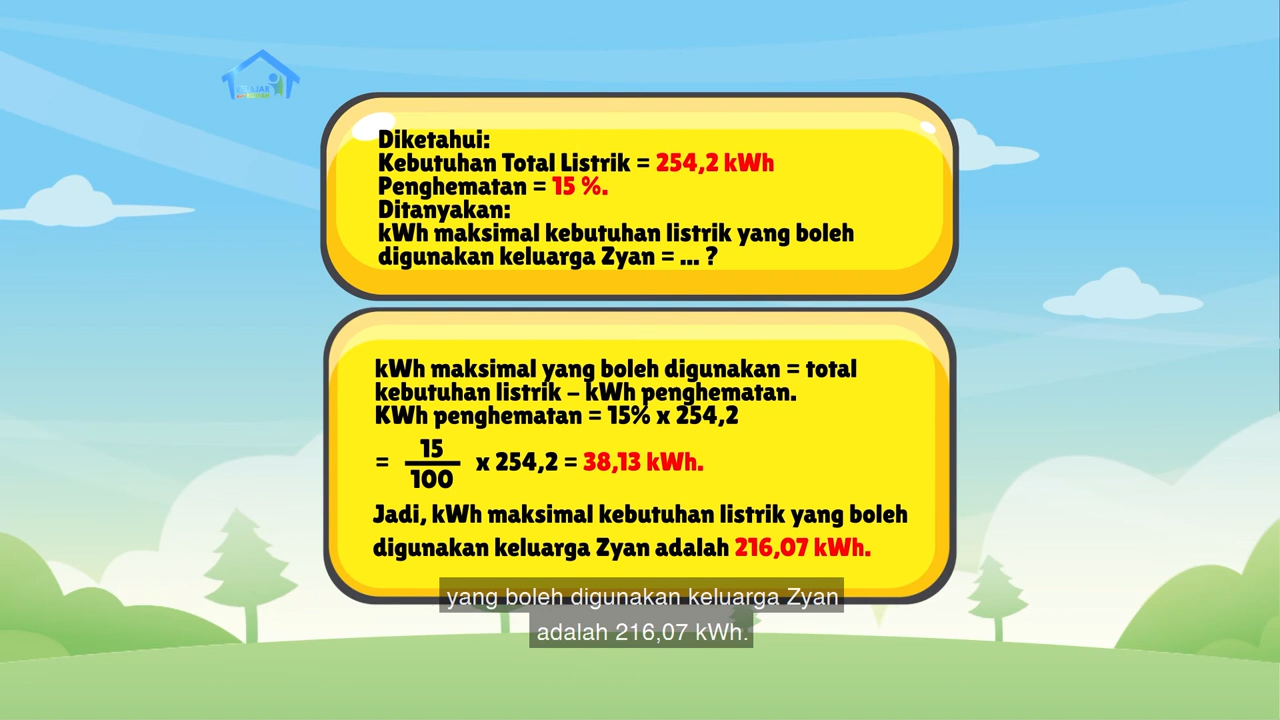 BELAJAR
Diketahui:
Kebutuhan Total Listrik = 254,2 kWh
Penghematan = 15 %.
Ditanyakan:
kWh maksimal kebutuhan listrik yang boleh
digunakan keluarga Zyan = ... ?
kWh maksimal yang boleh digunakan = total
kebutuhan listrik – kWh penghematan.
KWh penghematan = 15% x 254,2
= 15/100 x 254,2 = 38,13 kWh.
Jadi, kWh maksimal kebutuhan listrik yang boleh
digunakan keluarga Zyan adalah 216,07 kWh.
yang boleh digunakan keluarga Zyan
adalah 216,07 kWh.